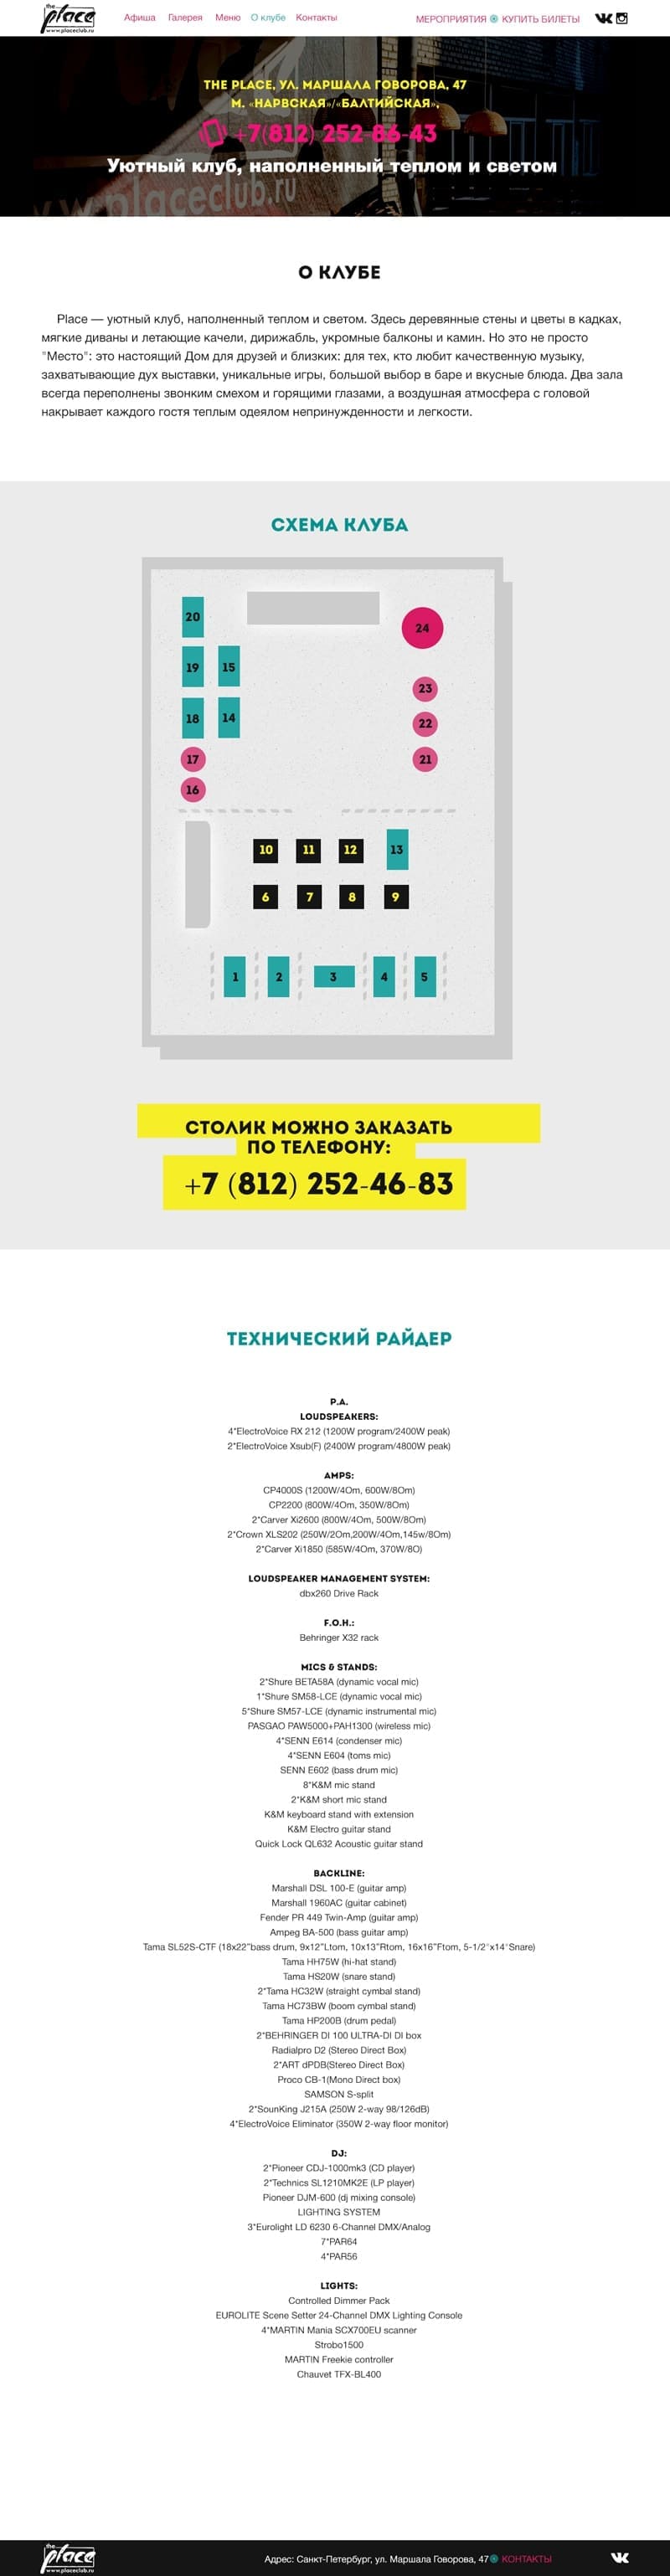 the place
www.placeclub.ru
Афиша Галерея Меню О клубе Контакты
МЕРОПРИЯТИЯ КУПИТЬ БИЛЕТЫ
THE PLACE, УЛ. МАРШАЛА ГОВОРОВА, 47
М. «НАРВСКАЯ»/«БАЛТИЙСКАЯ»,
+7(812) 252-86-43
Уютный клуб, наполненный теплом и светом
w.placeclub.ru
О КЛУБЕ
Place — уютный клуб, наполненный теплом и светом. Здесь деревянные стены и цветы в кадках,
мягкие диваны и летающие качели, дирижабль, укромные балконы и камин. Но это не просто
"Место": это настоящий Дом для друзей и близких: для тех, кто любит качественную музыку,
захватывающие дух выставки, уникальные игры, большой выбор в баре и вкусные блюда. Два зала
всегда переполнены звонким смехом и горящими глазами, а воздушная атмосфера с головой
накрывает каждого гостя теплым одеялом непринужденности и легкости.
СХЕМА КЛУБА
20
24
19 15
23
18 14
22
17
21
16
10 11 12 13
6 7 8 9
1 2 3 4 5
СТОЛИК МОЖНО ЗАКАЗАТЬ
ПО ТЕЛЕФОНУ:
+7 (812) 252-46-83
ТЕХНИЧЕСКИЙ РАЙДЕР
P.A.
LOUDSPEAKERS:
4*ElectroVoice RX 212 (1200W program/2400W peak)
2*ElectroVoice Xsub(F) (2400W program/4800W peak)
AMPS:
CP4000S (1200W/4Om, 600W/8Om)
CP2200 (800W/4Om, 350W/8Om)
2*Carver Xi2600 (800W/4Om, 500W/8Om)
2*Crown XLS202 (250W/2Om,200W/4Om,145w/8Om)
2*Carver Xi1850 (585W/4Om, 370W/8O)
LOUDSPEAKER MANAGEMENT SYSTEM:
dbx260 Drive Rack
F.O.H.:
Behringer X32 rack
MICS & STANDS:
2*Shure BETA58A (dynamic vocal mic)
1*Shure SM58-LCE (dynamic vocal mic)
5*Shure SM57-LCE (dynamic instrumental mic)
PASGAO PAW5000+PAH1300 (wireless mic)
4*SENN E614 (condenser mic)
4*SENN E604 (toms mic)
SENN E602 (bass drum mic)
8*K&M mic stand
2*K&M short mic stand
K&M keyboard stand with extension
K&M Electro guitar stand
Quick Lock QL632 Acoustic guitar stand
BACKLINE:
Marshall DSL 100-E (guitar amp)
Marshall 1960AC (guitar cabinet)
Fender PR 449 Twin-Amp (guitar amp)
Ampeg BA-500 (bass guitar amp)
Tama SL52S-CTF (18x22"bass drum, 9x12"Ltom, 10x13"Rtom, 16x16"Ftom, 5-1/2"x14"Snare)
Tama HH75W (hi-hat stand)
Tama HS20W (snare stand)
2*Tama HC32W (straight cymbal stand)
Tama HC73BW (boom cymbal stand)
Tama HP200B (drum pedal)
2*BEHRINGER DI 100 ULTRA-DI DI box
Radialpro D2 (Stereo Direct Box)
2*ART dPDB(Stereo Direct Box)
Proco CB-1(Mono Direct box)
SAMSON S-split
2*SounKing J215A (250W 2-way 98/126dB)
4*ElectroVoice Eliminator (350W 2-way floor monitor)
DJ:
2*Pioneer CDJ-1000mk3 (CD player)
2*Technics SL1210MK2E (LP player)
Pioneer DJM-600 (dj mixing console)
LIGHTING SYSTEM
3*Eurolight LD 6230 6-Channel DMX/Analog
7*PAR64
4*PAR56
LIGHTS:
Controlled Dimmer Pack
EUROLITE Scene Setter 24-Channel DMX Lighting Console
4*MARTIN Mania SCX700EU scanner
Strobo1500
MARTIN Freekie controller
Chauvet TFX-BL400
the place
www.placeclub.ru
Адрес: Санкт-Петербург, ул. Маршала Говорова, 47 КОНТАКТЫ